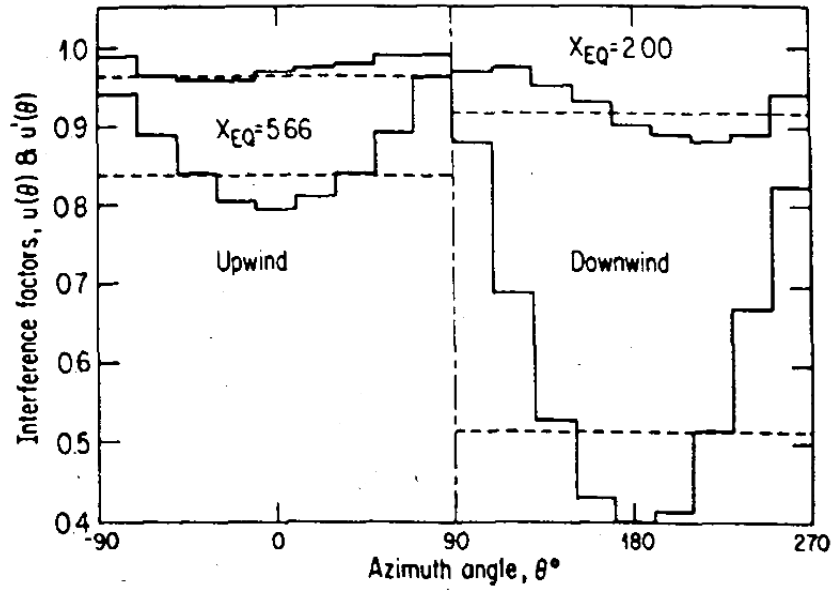 Interference factors, u(θ) & u'(θ)
1.0
0.9
0.8
0.7
0.6
0.5
0.4
X_EQ=2.00
X_EQ=5.66
Upwind
Downwind
-90
0
90
180
270
Azimuth angle, θ°